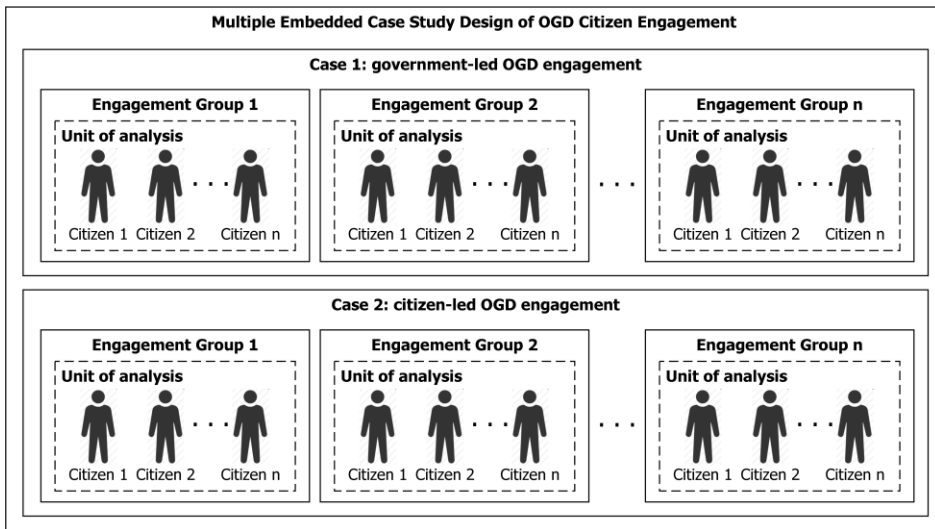 Multiple Embedded Case Study Design of OGD Citizen Engagement
Case 1: government-led OGD engagement
Engagement Group 1
Engagement Group 2
Engagement Group n
Unit of analysis
Unit of analysis
Unit of analysis
. . .
. . .
. . .
. . .
Citizen 1 Citizen 2 Citizen n
Citizen 1 Citizen 2 Citizen n
Citizen 1 Citizen 2 Citizen n
Case 2: citizen-led OGD engagement
Engagement Group 1
Engagement Group 2
Engagement Group n
Unit of analysis
Unit of analysis
Unit of analysis
. . .
. . .
. . .
. . .
Citizen 1 Citizen 2 Citizen n
Citizen 1 Citizen 2 Citizen n
Citizen 1 Citizen 2 Citizen n